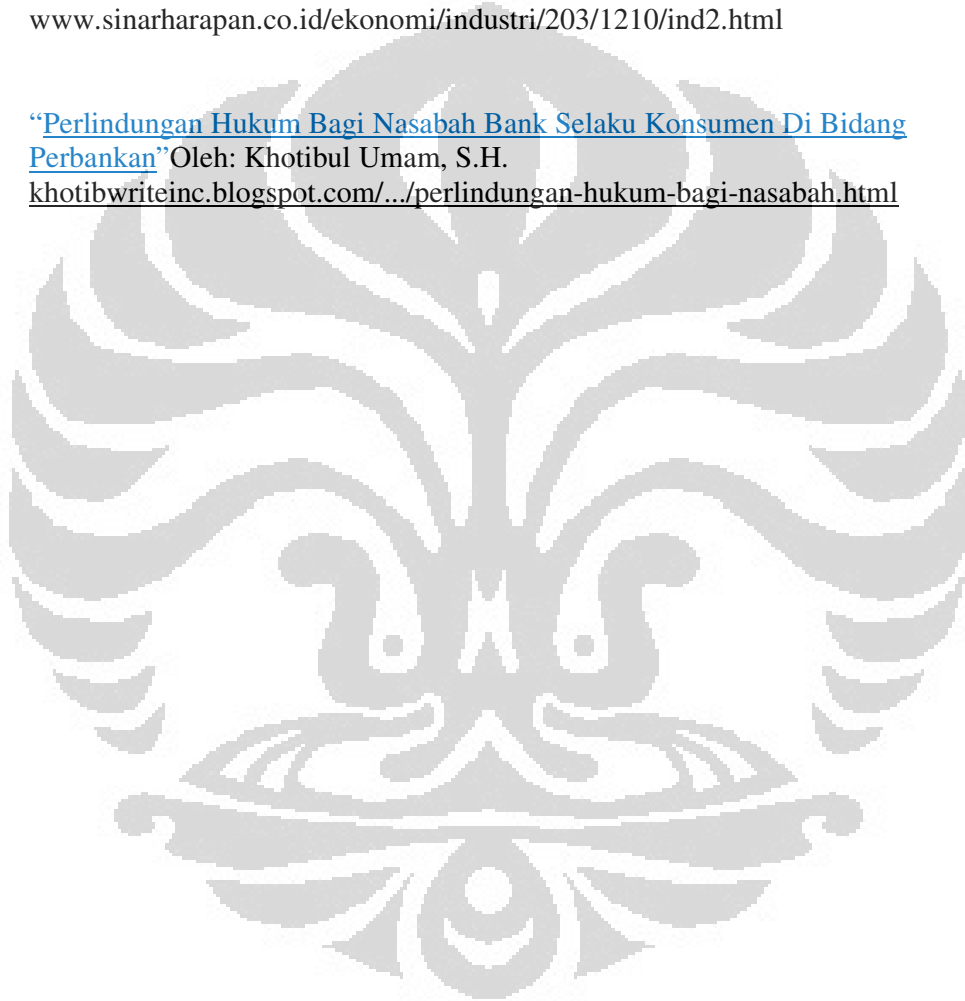 www.sinarharapan.co.id/ekonomi/industri/203/1210/ind2.html
“Perlindungan Hukum Bagi Nasabah Bank Selaku Konsumen Di Bidang
Perbankan”Oleh: Khotibul Umam, S.H.
khotibwriteinc.blogspot.com/.../perlindungan-hukum-bagi-nasabah.html